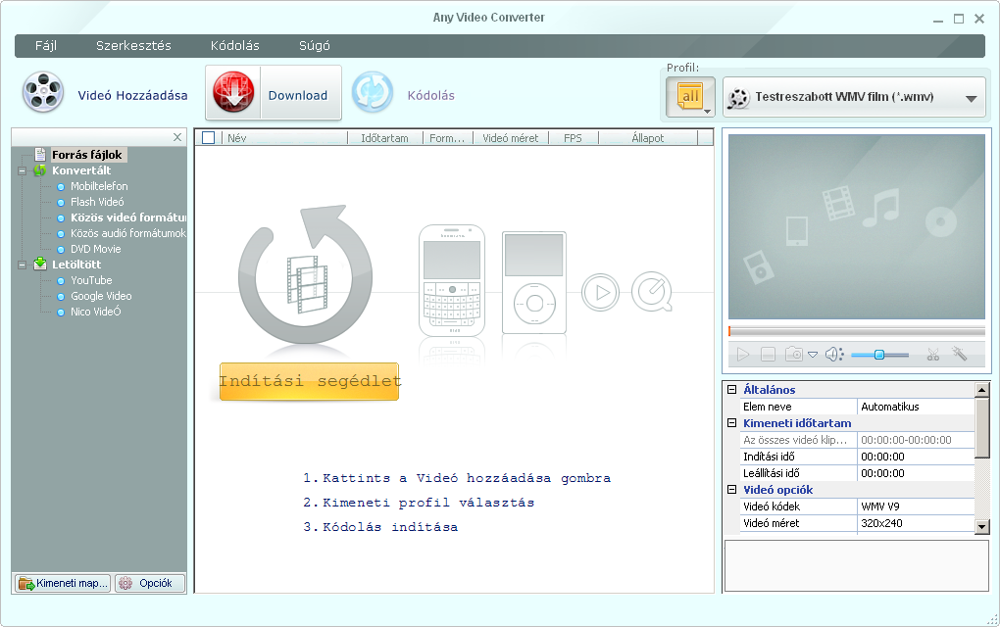 Any Video Converter
Fájl Szerkesztés Kódolás Súgó
Videó Hozzáadása Download Kódolás
Profil:
all
Testreszabott WMV film (*.wmv)
Forrás fájlok
Konvertált
Mobiltelefon
Flash Videó
Közös videó formátu
Közös audió formátumok
DVD Movie
Letöltött
YouTube
Google Video
Nico VideÓ
Kimeneti map... Opciók
Név Időtartam Form... Videó méret FPS Állapot
Indítási segédlet
1. Kattints a Videó hozzáadása gombra
2. Kimeneti profil választás
3. Kódolás indítása
Általános
Elem neve Automatikus
Kimeneti időtartam
Az összes videó klip... 00:00:00-00:00:00
Indítási idő 00:00:00
Leállítási idő 00:00:00
Videó opciók
Videó kódek WMV V9
Videó méret 320x240